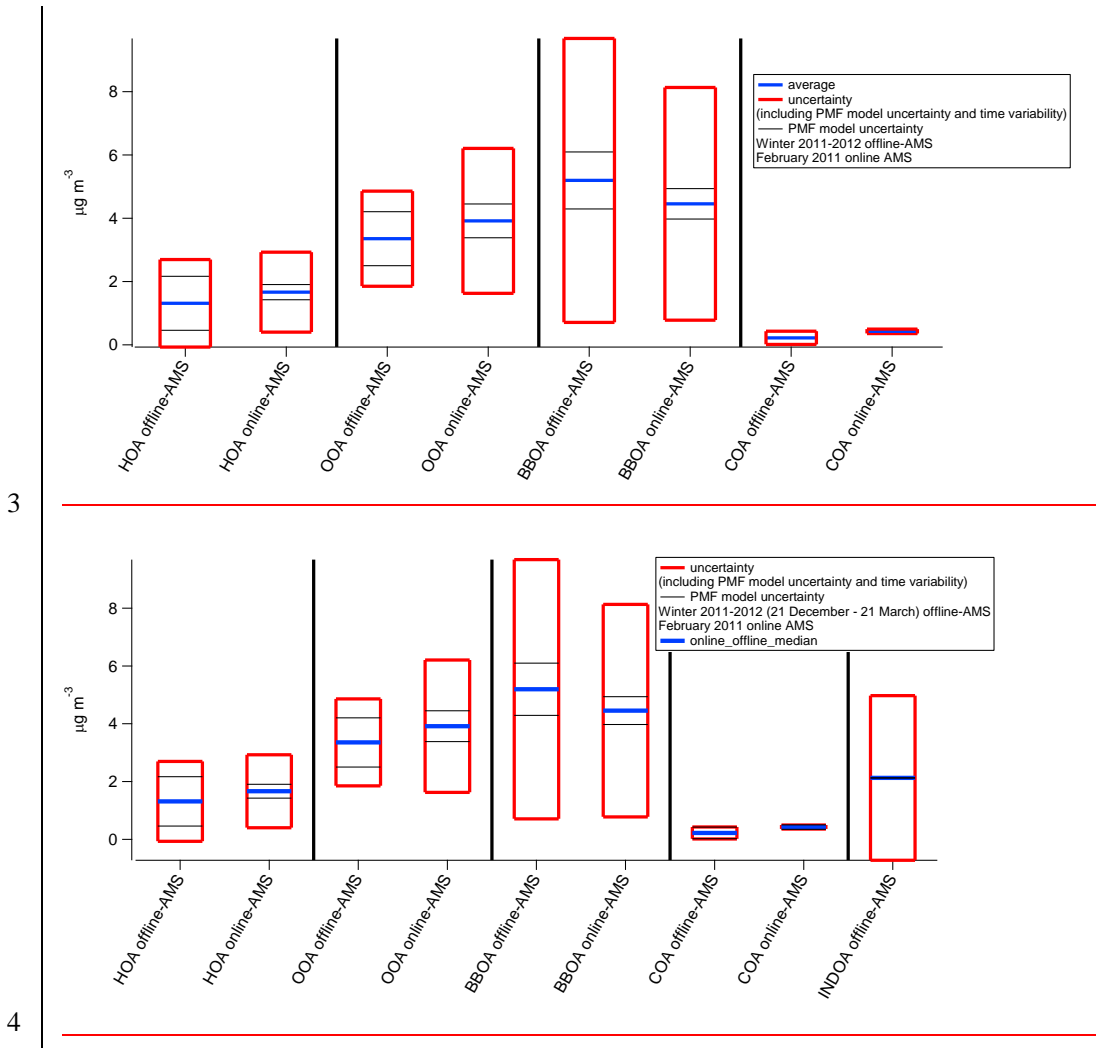 8
6
4
2
0
µg m-3
average
uncertainty
(including PMF model uncertainty and time variability)
PMF model uncertainty
Winter 2011-2012 offline-AMS
February 2011 online AMS
HOA offline-AMS
HOA online-AMS
OOA offline-AMS
OOA online-AMS
BBOA offline-AMS
BBOA online-AMS
COA offline-AMS
COA online-AMS
3
8
6
4
2
0
µg m-3
uncertainty
(including PMF model uncertainty and time variability)
PMF model uncertainty
Winter 2011-2012 (21 December - 21 March) offline-AMS
February 2011 online AMS
online_offline_median
HOA offline-AMS
HOA online-AMS
OOA offline-AMS
OOA online-AMS
BBOA offline-AMS
BBOA online-AMS
COA offline-AMS
COA online-AMS
INDOA offline-AMS
4